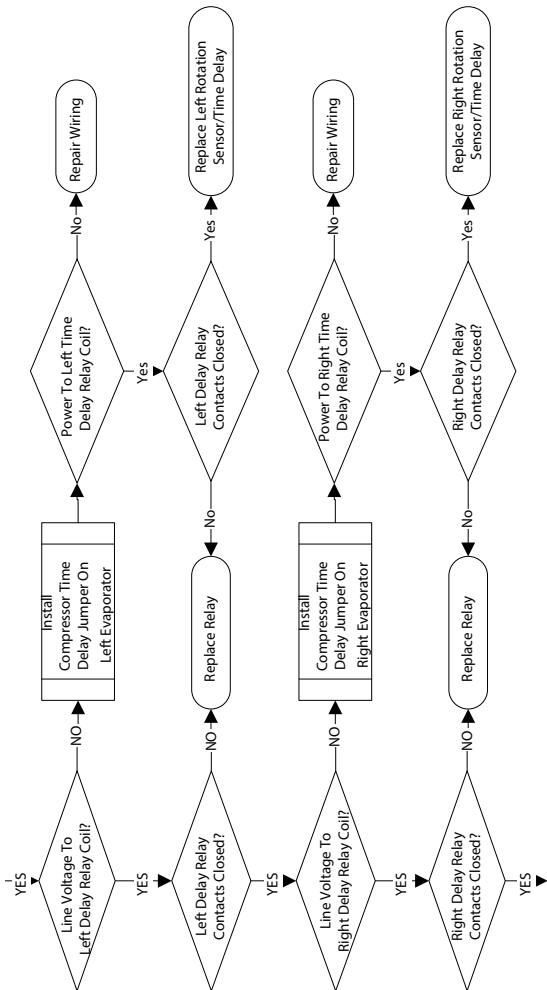 YES
Line Voltage To
Left Delay Relay Coil?
NO
Install
Compressor Time
Delay Jumper On
Left Evaporator
Power To Left Time
Delay Relay Coil?
No
Repair Wiring
YES
Yes
Left Delay Relay
Contacts Closed?
NO
Replace Relay
No
Left Delay Relay
Contacts Closed?
Yes
Replace Left Rotation
Sensor/Time Delay
YES
Line Voltage To
Right Delay Relay Coil?
NO
Install
Compressor Time
Delay Jumper On
Right Evaporator
Power To Right Time
Delay Relay Coil?
No
Repair Wiring
YES
Yes
Right Delay Relay
Contacts Closed?
NO
Replace Relay
No
Right Delay Relay
Contacts Closed?
Yes
Replace Right Rotation
Sensor/Time Delay
YES